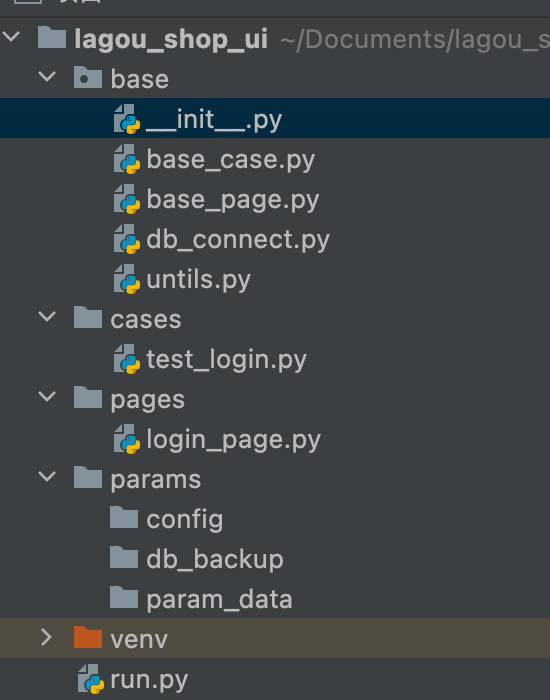 lagou_shop_ui ~/Documents/lagou_s
base
__init__.py
base_case.py
base_page.py
db_connect.py
untils.py
cases
test_login.py
pages
login_page.py
params
config
db_backup
param_data
venv
run.py